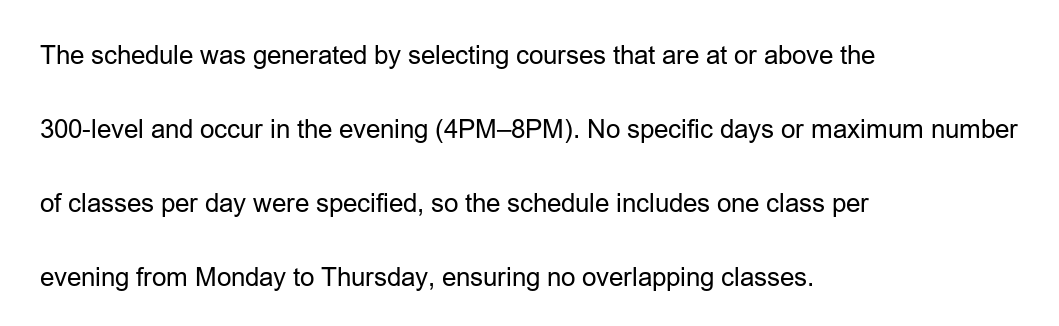 The schedule was generated by selecting courses that are at or above the
300-level and occur in the evening (4PM–8PM). No specific days or maximum number
of classes per day were specified, so the schedule includes one class per
evening from Monday to Thursday, ensuring no overlapping classes.